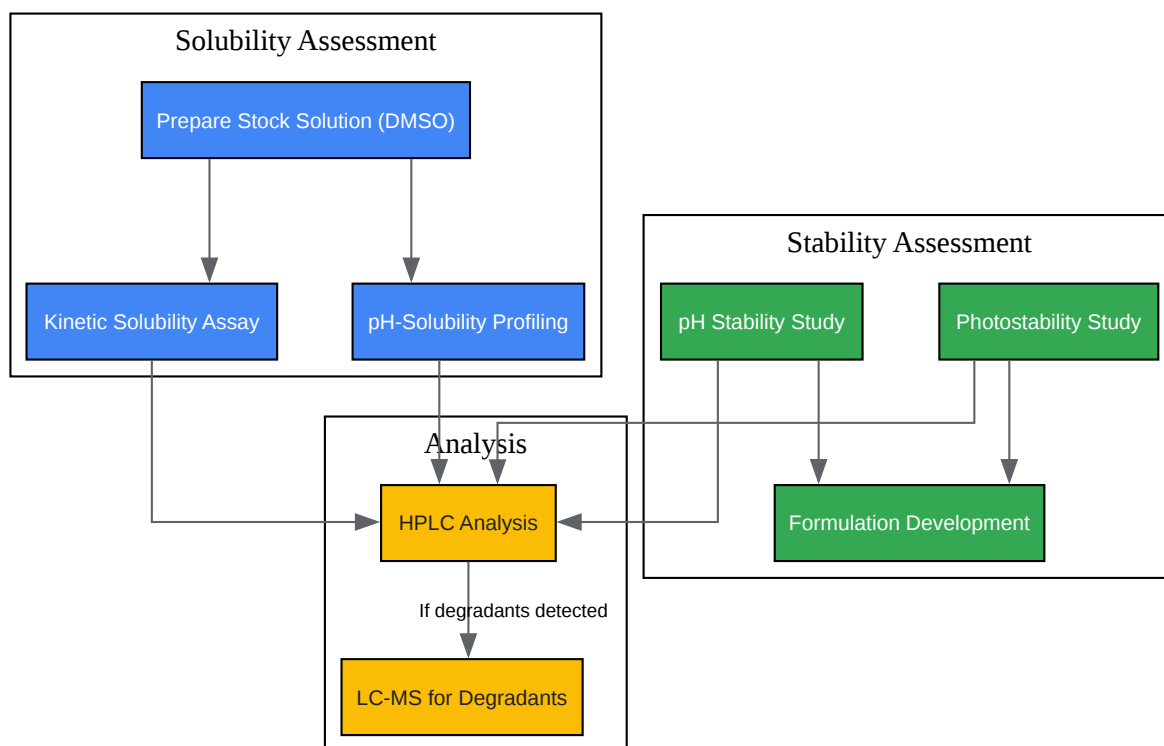 Solubility Assessment
Prepare Stock Solution (DMSO)
Kinetic Solubility Assay
pH-Solubility Profiling
Stability Assessment
pH Stability Study
Photostability Study
Formulation Development
Analysis
HPLC Analysis
If degradants detected
LC-MS for Degradants